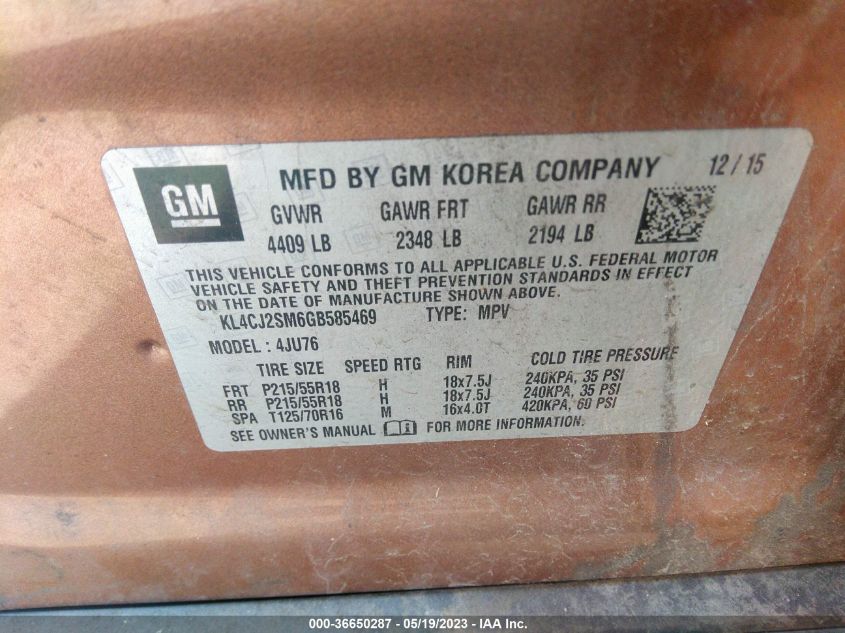 GM
MFD BY GM KOREA COMPANY 12/15
GVWR GAWR FRT GAWR RR
4409 LB 2348 LB 2194 LB
THIS VEHICLE CONFORMS TO ALL APPLICABLE U.S. FEDERAL MOTOR
VEHICLE SAFETY AND THEFT PREVENTION STANDARDS IN EFFECT
ON THE DATE OF MANUFACTURE SHOWN ABOVE.
KL4CJ2SM6GB585469 TYPE: MPV
MODEL : 4JU76
TIRE SIZE SPEED RTG RIM COLD TIRE PRESSURE
FRT P215/55R18 H 18x7.5J 240KPA, 35 PSI
RR P215/55R18 H 18x7.5J 240KPA, 35 PSI
SPA T125/70R16 M 16x4.0T 420KPA, 60 PSI
SEE OWNER'S MANUAL FOR MORE INFORMATION.
000-36650287 - 05/19/2023 - IAA Inc.